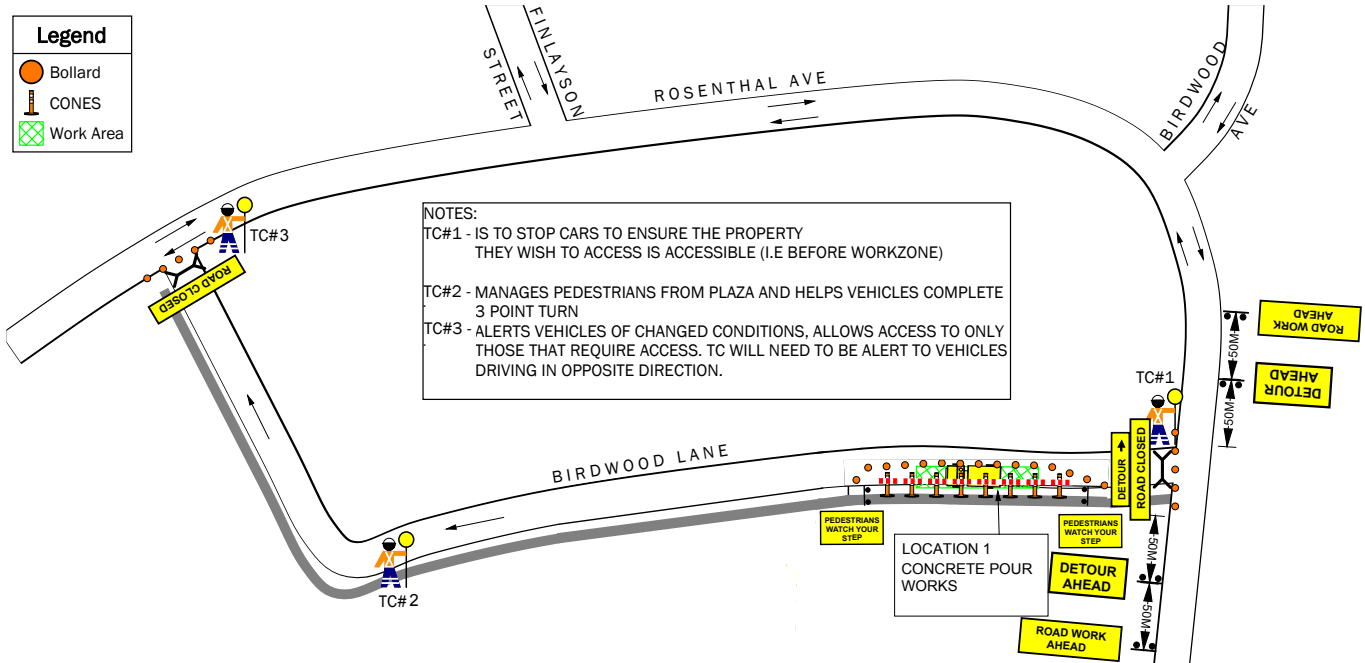 Legend
Bollard
CONES
Work Area
FINLAYSON
STREET
ROSENTHAL AVE
BIRDWOOD
AVE
TC#3
ROAD CLOSED
NOTES:
TC#1 - IS TO STOP CARS TO ENSURE THE PROPERTY
THEY WISH TO ACCESS IS ACCESSIBLE (I.E BEFORE WORKZONE)
TC#2 - MANAGES PEDESTRIANS FROM PLAZA AND HELPS VEHICLES COMPLETE
3 POINT TURN
TC#3 - ALERTS VEHICLES OF CHANGED CONDITIONS, ALLOWS ACCESS TO ONLY
THOSE THAT REQUIRE ACCESS. TC WILL NEED TO BE ALERT TO VEHICLES
DRIVING IN OPPOSITE DIRECTION.
ROAD WORK
AHEAD
50M
DETOUR
AHEAD
50M
TC#1
DETOUR
ROAD CLOSED
BIRDWOOD LANE
PEDESTRIANS
WATCH YOUR
STEP
PEDESTRIANS
WATCH YOUR
STEP
LOCATION 1
CONCRETE POUR
WORKS
50M
DETOUR
AHEAD
50M
ROAD WORK
AHEAD
TC#2